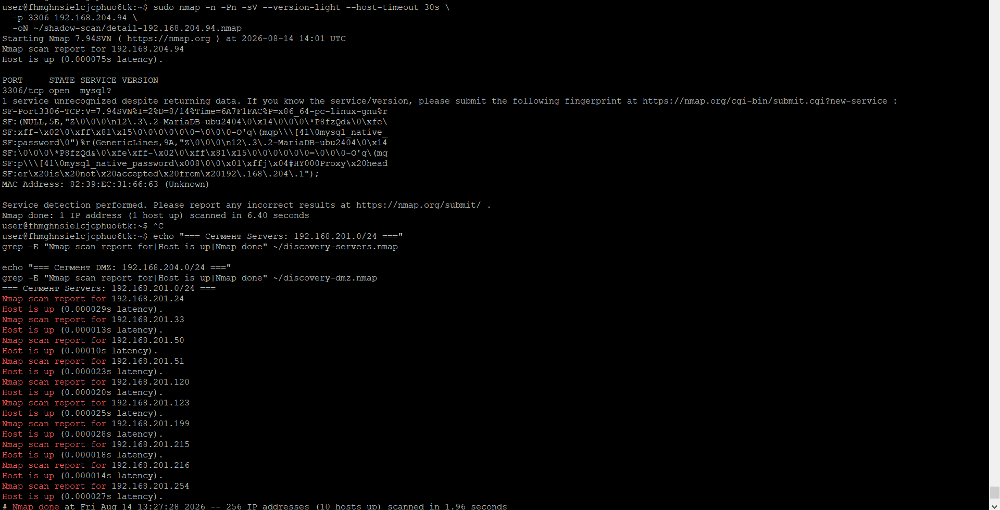 user@fhmghnsielcjcphuo6tk:~$ sudo nmap -n -Pn -sV --version-light --host-timeout 30s \
  -p 3306 192.168.204.94 \
  -oN ~/shadow-scan/detail-192.168.204.94.nmap
Starting Nmap 7.94SVN ( https://nmap.org ) at 2026-08-14 14:01 UTC
Nmap scan report for 192.168.204.94
Host is up (0.000075s latency).
PORT     STATE SERVICE VERSION
3306/tcp open  mysql?
1 service unrecognized despite returning data. If you know the service/version, please submit the following fingerprint at https://nmap.org/cgi-bin/submit.cgi?new-service :
SF-Port3306-TCP:V=7.94SVN%I=2%D=8/14%Time=6A7F1FAC%P=x86_64-pc-linux-gnu%r
SF:(NULL,5E,"Z\0\0\0\n12\.3\.2-MariaDB-ubu2404\0\x14\0\0\0\*P8fzQd&\0\xfe\
SF:xff-\x02\0\xff\x81\x15\0\0\0\0\0\0=\0\0\0-O'q\(mqp\\\[41\0mysql_native_
SF:password\0")%r(GenericLines,9A,"Z\0\0\0\n12\.3\.2-MariaDB-ubu2404\0\x14
SF:\0\0\0\*P8fzQd&\0\xfe\xff-\x02\0\xff\x81\x15\0\0\0\0\0\0=\0\0\0-O'q\(mq
SF:p\\\[41\0mysql_native_password\x008\0\0\x01\xffj\x04#HY000Proxy\x20head
SF:er\x20is\x20not\x20accepted\x20from\x20192\.168\.204\.1");
MAC Address: 82:39:EC:31:66:63 (Unknown)
Service detection performed. Please report any incorrect results at https://nmap.org/submit/ .
Nmap done: 1 IP address (1 host up) scanned in 6.40 seconds
user@fhmghnsielcjcphuo6tk:~$ ^C
user@fhmghnsielcjcphuo6tk:~$ echo "=== Сегмент Servers: 192.168.201.0/24 ==="
grep -E "Nmap scan report for|Host is up|Nmap done" ~/discovery-servers.nmap
echo "=== Сегмент DMZ: 192.168.204.0/24 ==="
grep -E "Nmap scan report for|Host is up|Nmap done" ~/discovery-dmz.nmap
=== Сегмент Servers: 192.168.201.0/24 ===
Nmap scan report for 192.168.201.24
Host is up (0.000029s latency).
Nmap scan report for 192.168.201.33
Host is up (0.000013s latency).
Nmap scan report for 192.168.201.50
Host is up (0.00010s latency).
Nmap scan report for 192.168.201.51
Host is up (0.000023s latency).
Nmap scan report for 192.168.201.120
Host is up (0.000020s latency).
Nmap scan report for 192.168.201.123
Host is up (0.000025s latency).
Nmap scan report for 192.168.201.199
Host is up (0.000028s latency).
Nmap scan report for 192.168.201.215
Host is up (0.000018s latency).
Nmap scan report for 192.168.201.216
Host is up (0.000014s latency).
Nmap scan report for 192.168.201.254
Host is up (0.000027s latency).
# Nmap done at Fri Aug 14 13:27:28 2026 -- 256 IP addresses (10 hosts up) scanned in 1.96 seconds